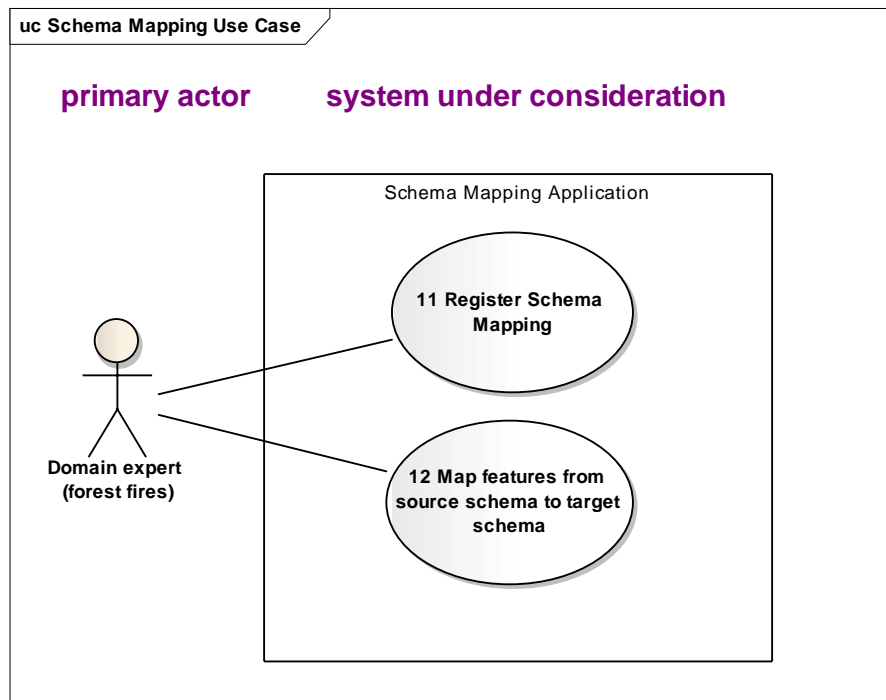 uc Schema Mapping Use Case
primary actor
system under consideration
Schema Mapping Application
11 Register Schema
Mapping
Domain expert
(forest fires)
12 Map features from
source schema to target
schema